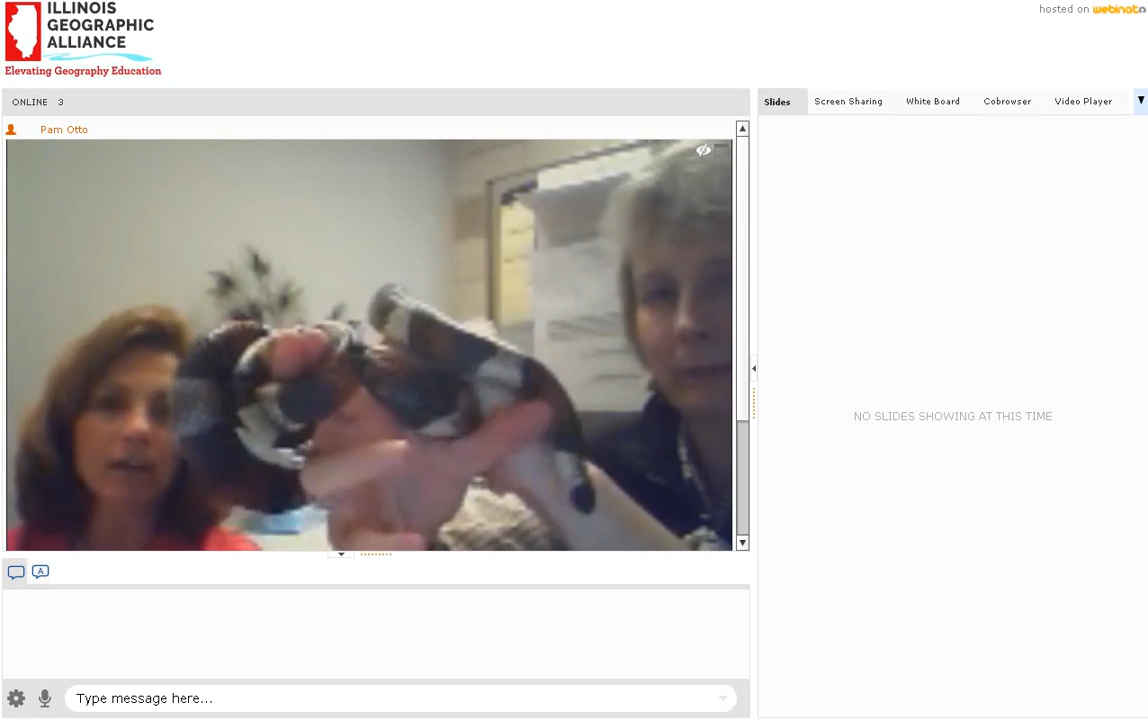 ILLINOIS
GEOGRAPHIC
ALLIANCE
Elevating Geography Education
hosted on webinato
ONLINE 3
Pam Otto
Slides Screen Sharing White Board Cobrowser Video Player
NO SLIDES SHOWING AT THIS TIME
A
Type message here...